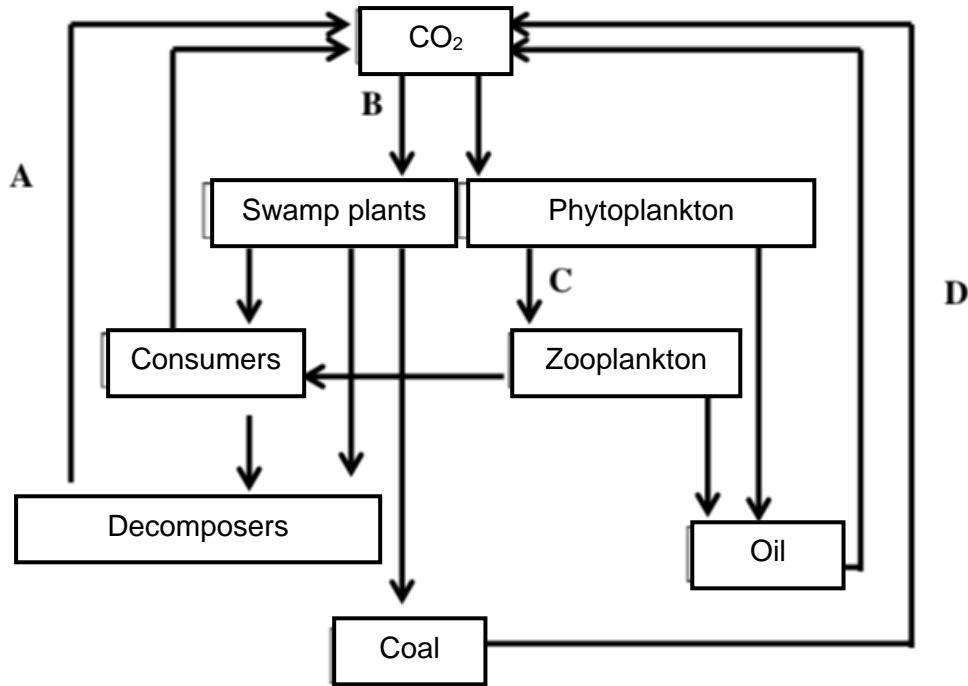 CO₂
B
A
Swamp plants
Phytoplankton
C
D
Consumers
Zooplankton
Decomposers
Oil
Coal